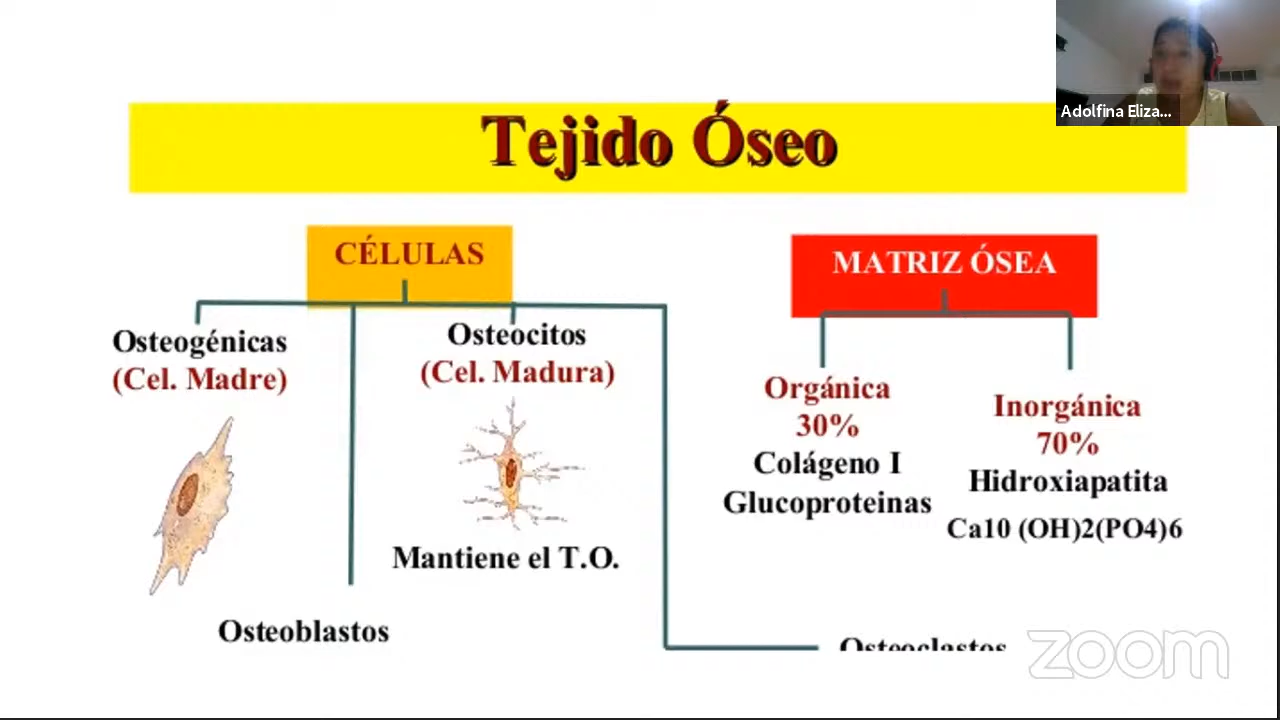 Adolfina Eliza...
Tejido Óseo
CÉLULAS
Osteogénicas
(Cel. Madre)
Osteocitos
(Cel. Madura)
Mantiene el T.O.
Osteoblastos
Osteoclastos
MATRIZ ÓSEA
Orgánica
30%
Colágeno I
Glucoproteinas
Inorgánica
70%
Hidroxiapatita
Ca10 (OH)2(PO4)6
zoom